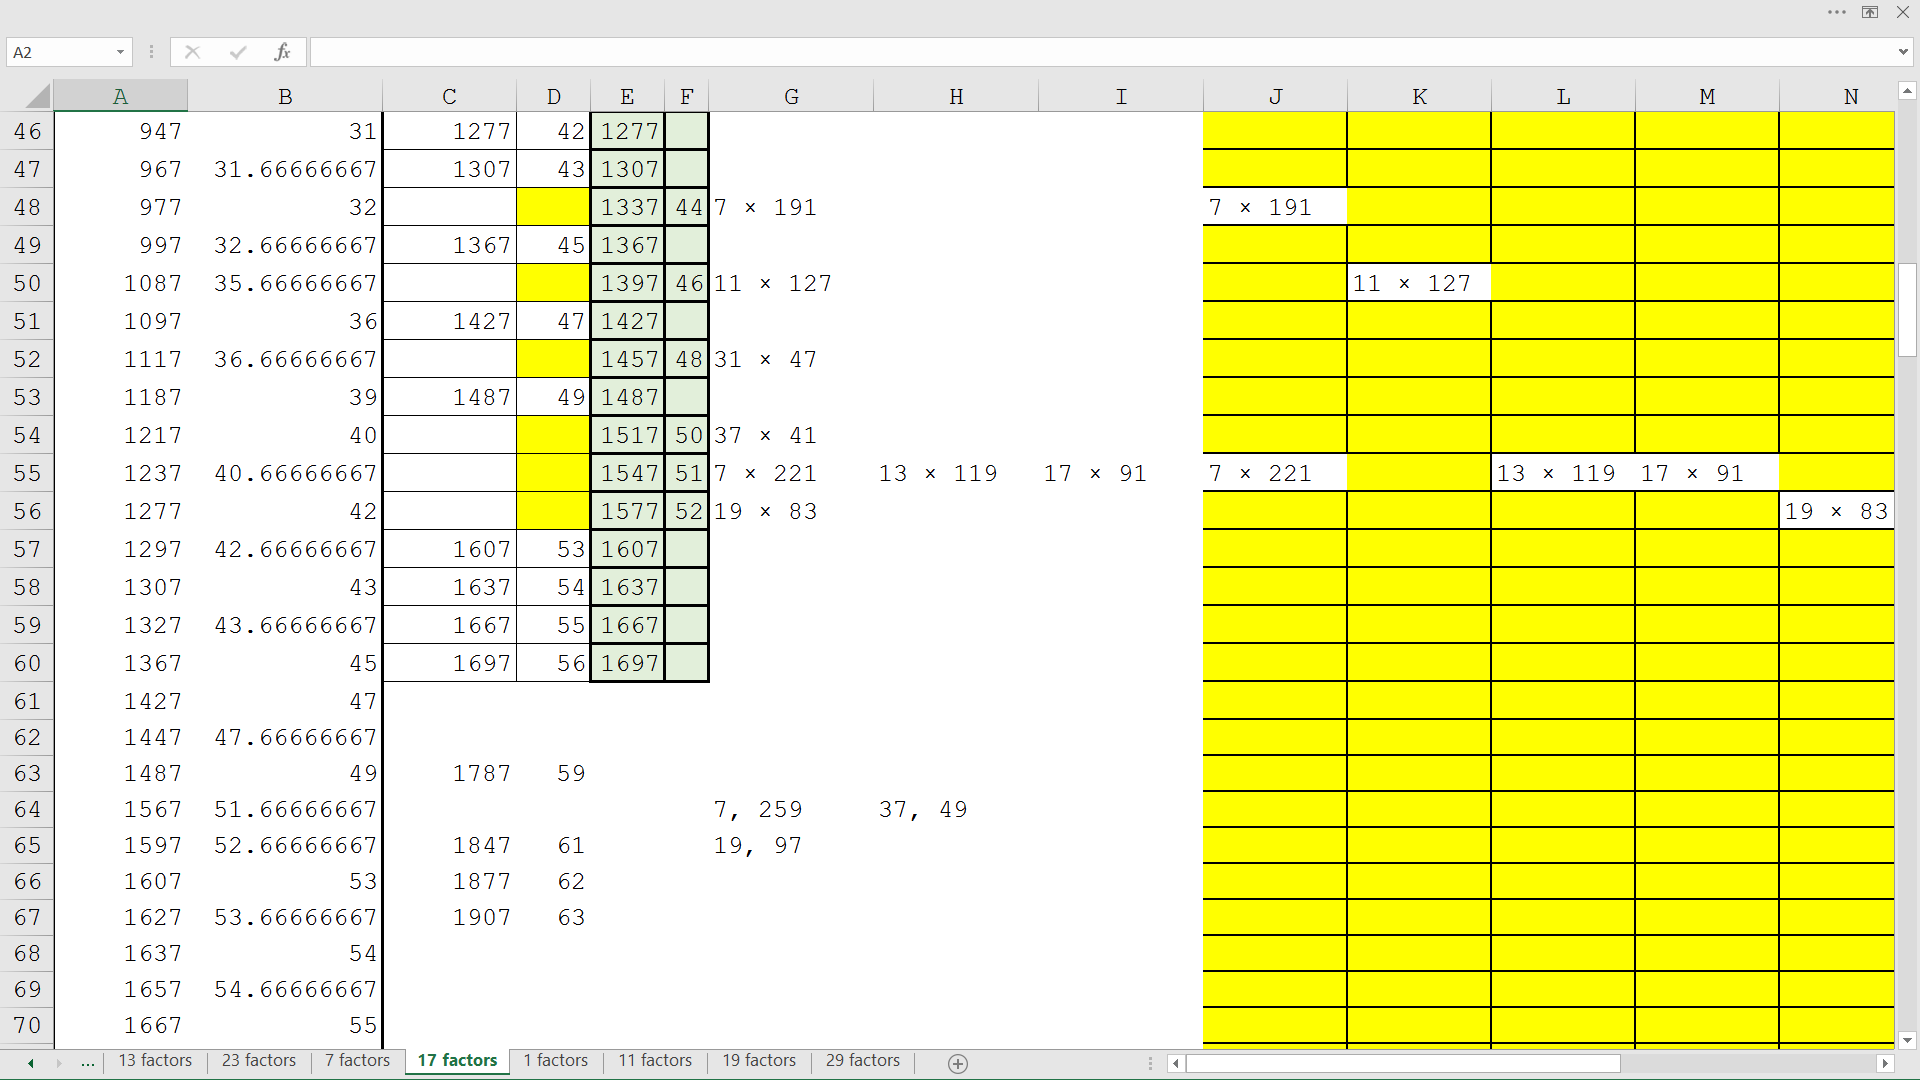 A2
fx
A B C D E F G H I J K L M N
46 947 31 1277 42 1277
47 967 31.66666667 1307 43 1307
48 977 32 1337 44 7 × 191 7 × 191
49 997 32.66666667 1367 45 1367
50 1087 35.66666667 1397 46 11 × 127 11 × 127
51 1097 36 1427 47 1427
52 1117 36.66666667 1457 48 31 × 47
53 1187 39 1487 49 1487
54 1217 40 1517 50 37 × 41
55 1237 40.66666667 1547 51 7 × 221 13 × 119 17 × 91 7 × 221 13 × 119 17 × 91
56 1277 42 1577 52 19 × 83 19 × 83
57 1297 42.66666667 1607 53 1607
58 1307 43 1637 54 1637
59 1327 43.66666667 1667 55 1667
60 1367 45 1697 56 1697
61 1427 47
62 1447 47.66666667
63 1487 49 1787 59
64 1567 51.66666667 7, 259 37, 49
65 1597 52.66666667 1847 61 19, 97
66 1607 53 1877 62
67 1627 53.66666667 1907 63
68 1637 54
69 1657 54.66666667
70 1667 55
... 13 factors 23 factors 7 factors 17 factors 1 factors 11 factors 19 factors 29 factors